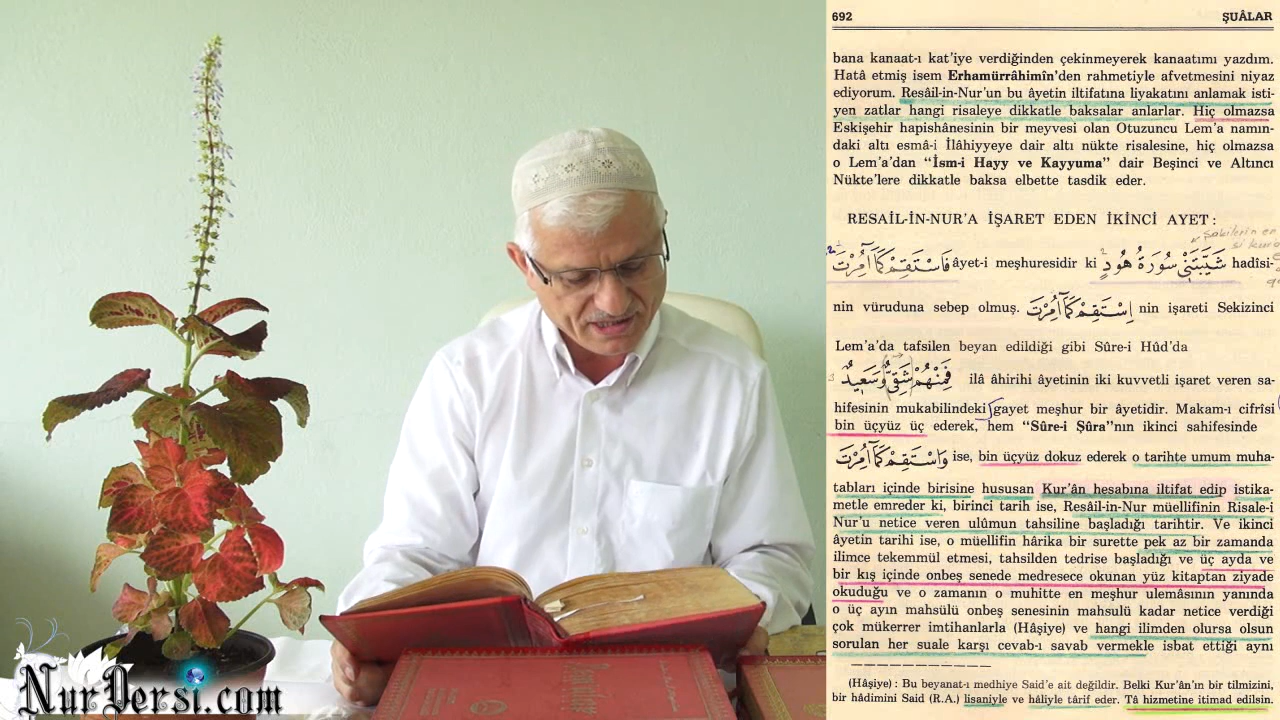 692 ŞUÂLAR
bana kanaat-ı kat'iye verdiğinden çekinmeyerek kanaatımı yazdım.
Hatâ etmiş isem Erhamürrâhimîn'den rahmetiyle afvetmesini niyaz
ediyorum. Resâil-in-Nur'un bu âyetin iltifatına liyakatını anlamak isti-
yen zatlar hangi risaleye dikkatle baksalar anlarlar. Hiç olmazsa
Eskişehir hapishânesinin bir meyvesi olan Otuzuncu Lem'a namın-
daki altı esmâ-i İlâhiyyeye dair altı nükte risalesine, hiç olmazsa
o Lem'a'dan "İsm-i Hayy ve Kayyuma" dair Beşinci ve Altıncı
Nükte'lere dikkatle baksa elbette tasdik eder.
RESAİL-İN-NUR'A İŞARET EDEN İKİNCİ AYET :
فَاسْتَقِمْ كَمَا اُمِرْتَ âyet-i meşhuresidir ki شَيَّبَتْنِى سُورَةُ هُودٍ hadîsi-
nin vüruduna sebep olmuş. اِسْتَقِمْ كَمَا اُمِرْتَ nin işareti Sekizinci
Lem'a'da tafsilen beyan edildiği gibi Sûre-i Hûd'da
فَمِنْهُمْ شَقِىٌّ وَسَعِيدٌ ilâ âhirihi âyetinin iki kuvvetli işaret veren sa-
hifesinin mukabilindeki gayet meşhur bir âyetidir. Makam-ı cifrîsi
bin üçyüz üç ederek, hem "Sûre-i Şûra"nın ikinci sahifesinde
وَاسْتَقِمْ كَمَا اُمِرْتَ ise, bin üçyüz dokuz ederek o tarihte umum muha-
tabları içinde birisine hususan Kur'ân hesabına iltifat edip istika-
metle emreder ki, birinci tarih ise, Resâil-in-Nur müellifinin Risale-i
Nur'u netice veren ulûmun tahsiline başladığı tarihtir. Ve ikinci
âyetin tarihi ise, o müellifin hârika bir surette pek az bir zamanda
ilimce tekemmül etmesi, tahsilden tedrise başladığı ve üç ayda ve
bir kış içinde onbeş senede medresece okunan yüz kitaptan ziyade
okuduğu ve o zamanın o muhitte en meşhur ulemâsının yanında
o üç ayın mahsülü onbeş senesinin mahsulü kadar netice verdiği
çok mükerrer imtihanlarla (Hâşiye) ve hangi ilimden olursa olsun
sorulan her suale karşı cevab-ı savab vermekle isbat ettiği aynı
(Hâşiye) : Bu beyanat-ı medhiye Said'e ait değildir. Belki Kur'ân'ın bir tilmizini,
bir hâdimini Said (R.A.) lisaniyle ve hâliyle târif eder. Tâ hizmetine itimad edilsin.
NurDersi.com